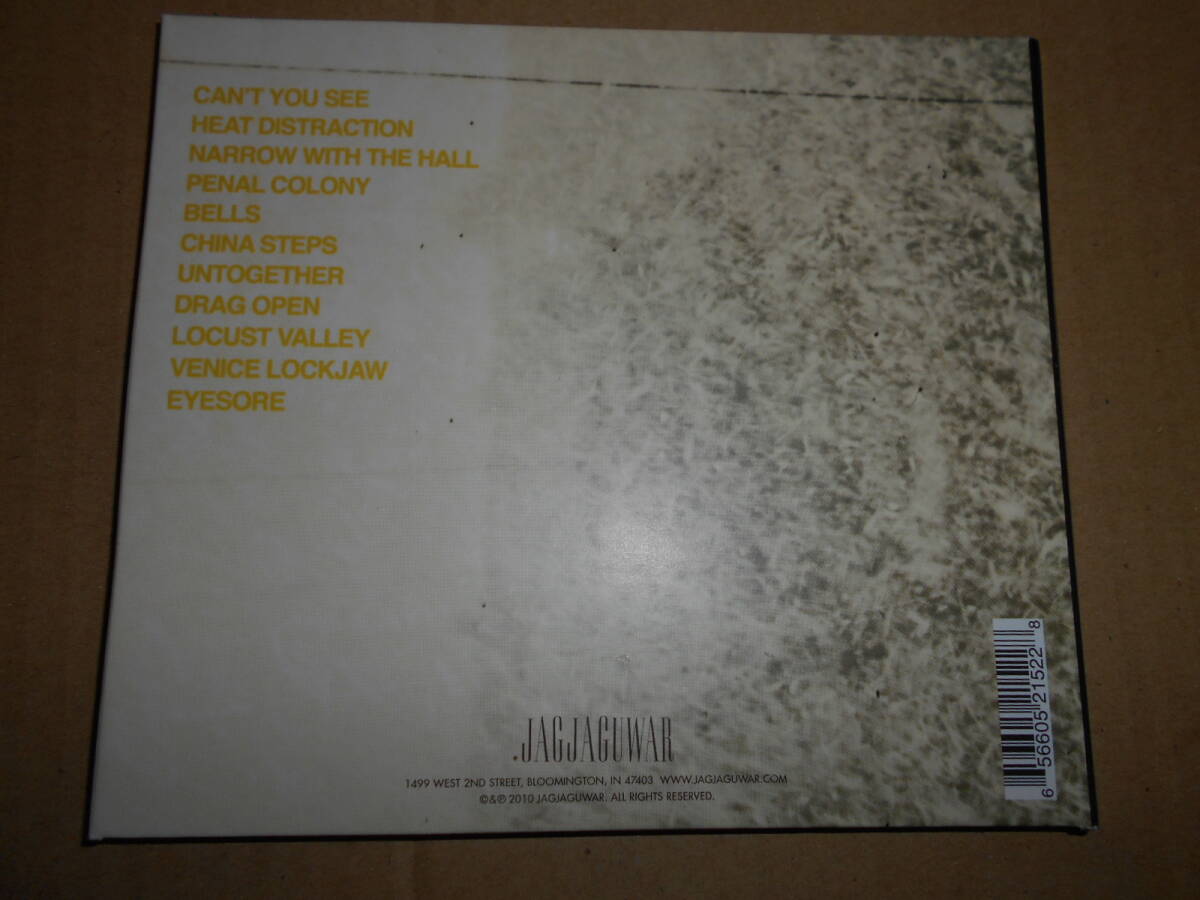 CAN'T YOU SEE
HEAT DISTRACTION
NARROW WITH THE HALL
PENAL COLONY
BELLS
CHINA STEPS
UNTOGETHER
DRAG OPEN
LOCUST VALLEY
VENICE LOCKJAW
EYESORE
.JAGJAGUWAR
1499 WEST 2ND STREET, BLOOMINGTON, IN 47403 WWW.JAGJAGUWAR.COM
©&℗ 2010 JAGJAGUWAR. ALL RIGHTS RESERVED.
6 56605 21522 8